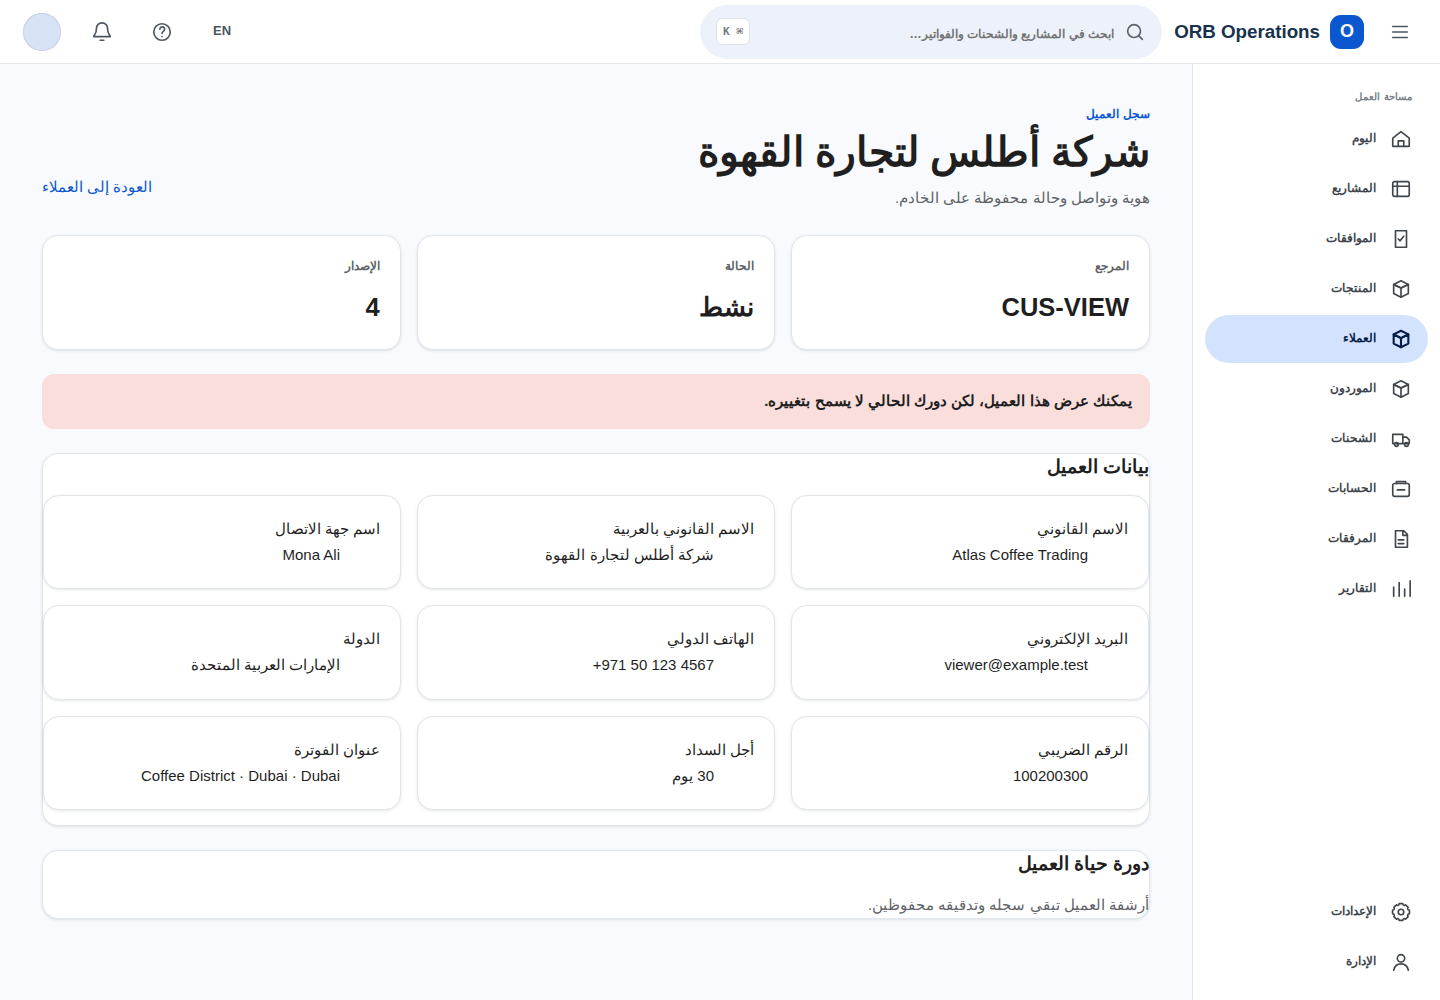 ORB Operations
O
ابحث في المشاريع والشحنات والفواتير...
⌘ K
EN
مساحة العمل
اليوم
المشاريع
الموافقات
المنتجات
العملاء
الموردون
الشحنات
الحسابات
المرفقات
التقارير
الإعدادات
الإدارة
سجل العميل
شركة أطلس لتجارة القهوة
هوية وتواصل وحالة محفوظة على الخادم.
العودة إلى العملاء
المرجع
CUS-VIEW
الحالة
نشط
الإصدار
4
يمكنك عرض هذا العميل، لكن دورك الحالي لا يسمح بتغييره.
بيانات العميل
الاسم القانوني
Atlas Coffee Trading
الاسم القانوني بالعربية
شركة أطلس لتجارة القهوة
اسم جهة الاتصال
Mona Ali
البريد الإلكتروني
viewer@example.test
الهاتف الدولي
+971 50 123 4567
الدولة
الإمارات العربية المتحدة
الرقم الضريبي
100200300
أجل السداد
30 يوم
عنوان الفوترة
Coffee District · Dubai · Dubai
دورة حياة العميل
أرشفة العميل تبقي سجله وتدقيقه محفوظين.